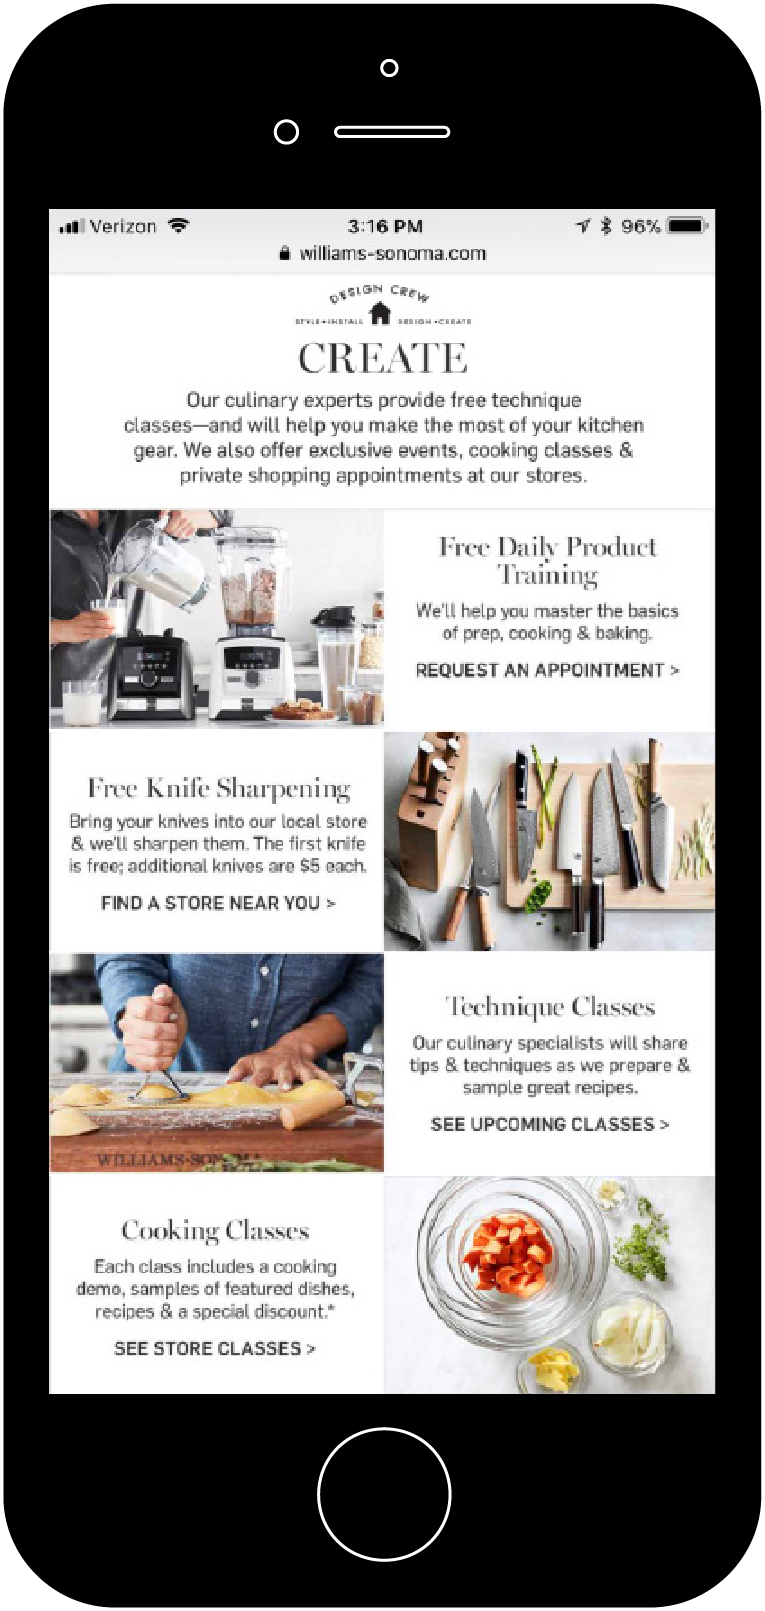 Verizon 3:16 PM 96%
williams-sonoma.com
DESIGN CREW
STYLE • INSTALL DESIGN • CREATE
CREATE
Our culinary experts provide free technique
classes—and will help you make the most of your kitchen
gear. We also offer exclusive events, cooking classes &
private shopping appointments at our stores.
Free Daily Product
Training
We'll help you master the basics
of prep, cooking & baking.
REQUEST AN APPOINTMENT >
Free Knife Sharpening
Bring your knives into our local store
& we'll sharpen them. The first knife
is free; additional knives are $5 each.
FIND A STORE NEAR YOU >
Technique Classes
Our culinary specialists will share
tips & techniques as we prepare &
sample great recipes.
SEE UPCOMING CLASSES >
WILLIAMS-SONOMA
Cooking Classes
Each class includes a cooking
demo, samples of featured dishes,
recipes & a special discount.*
SEE STORE CLASSES >